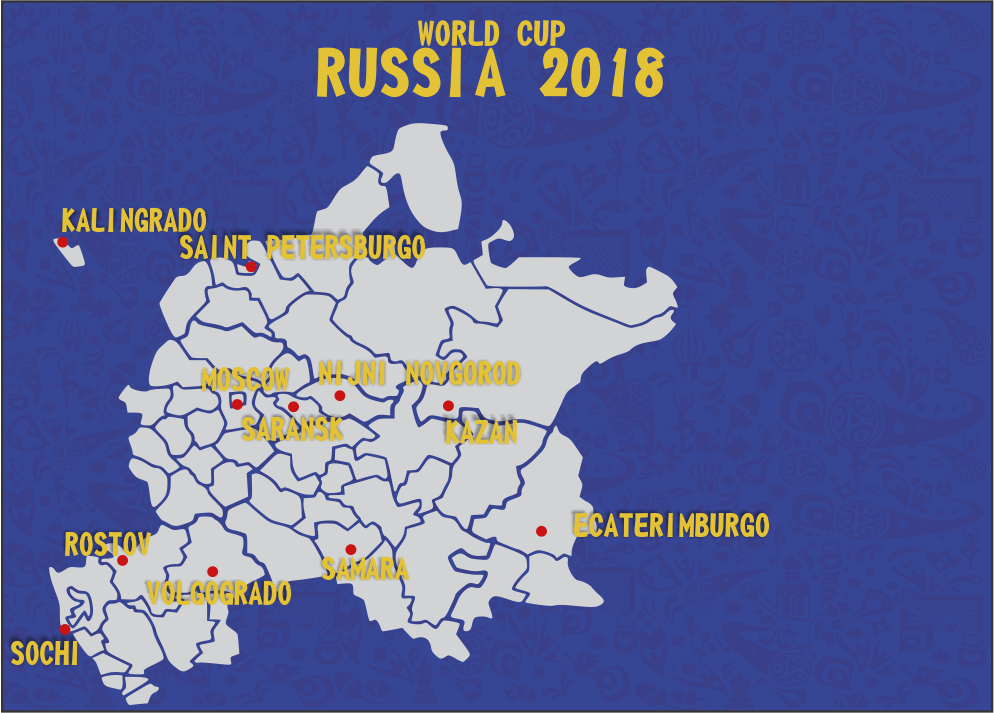 WORLD CUP
RUSSIA 2018
KALINGRADO
SAINT PETERSBURGO
MOSCOW
NIJNI NOVGOROD
SARANSK
KAZAN
ECATERIMBURGO
ROSTOV
SAMARA
VOLGOGRADO
SOCHI